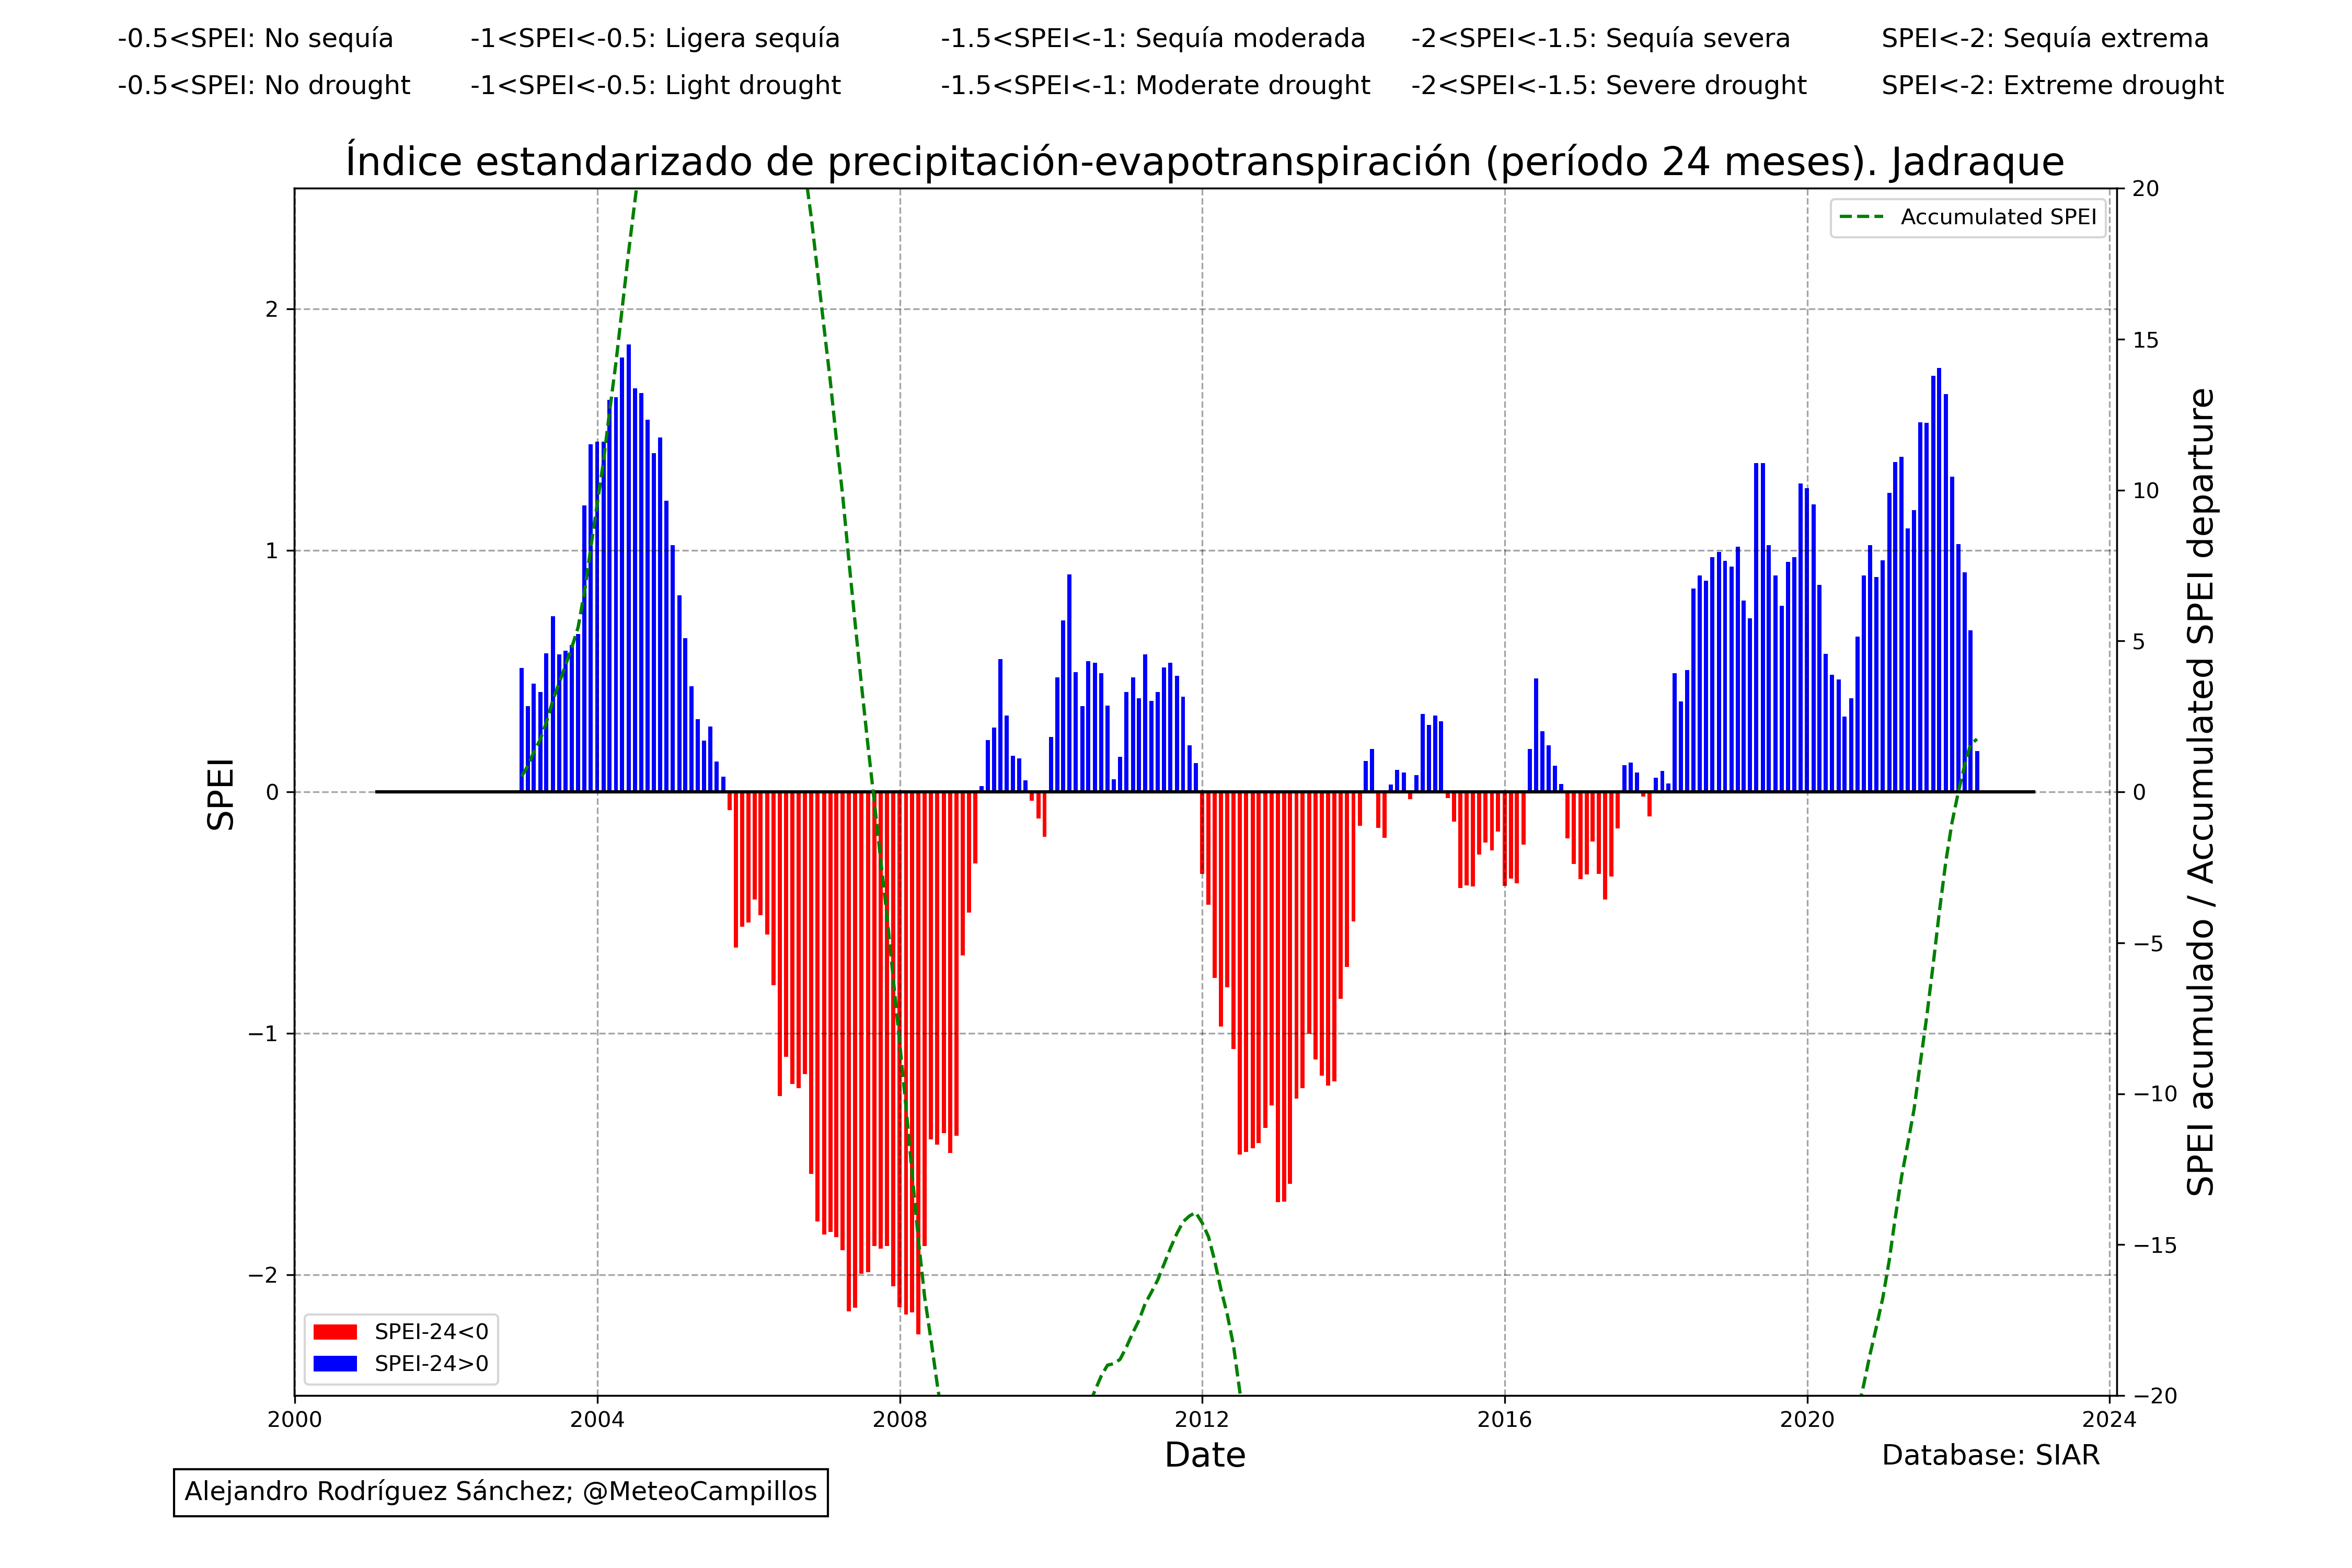 -0.5<SPEI: No sequía -1<SPEI<-0.5: Ligera sequía -1.5<SPEI<-1: Sequía moderada -2<SPEI<-1.5: Sequía severa SPEI<-2: Sequía extrema
-0.5<SPEI: No drought -1<SPEI<-0.5: Light drought -1.5<SPEI<-1: Moderate drought -2<SPEI<-1.5: Severe drought SPEI<-2: Extreme drought
Índice estandarizado de precipitación-evapotranspiración (período 24 meses). Jadraque
Accumulated SPEI
SPEI
2
1
0
−1
−2
20
15
10
5
0
−5
−10
−15
−20
SPEI acumulado / Accumulated SPEI departure
SPEI-24<0
SPEI-24>0
2000 2004 2008 2012 2016 2020 2024
Date
Database: SIAR
Alejandro Rodríguez Sánchez; @MeteoCampillos